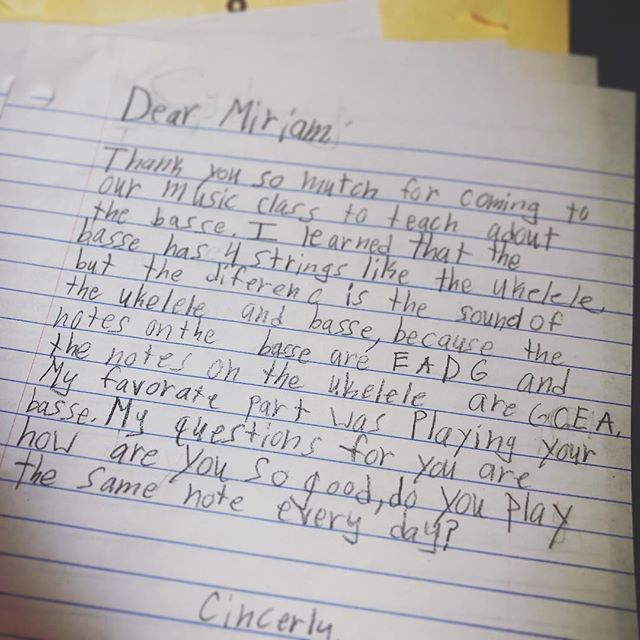 Dear Mirjam
Thank you so mutch for coming to
our music class to teach adout
the basse. I learned that the
basse has 4 strings like the ukelele,
but the diferenc is the sound of
the ukelele and basse, because the
notes on the basse are EADG and
the notes on the ukelele are GCEA.
My favorate part was Playing your
basse. My questions for you are
how are you so good, do you play
the same note every day?
Cincerly,